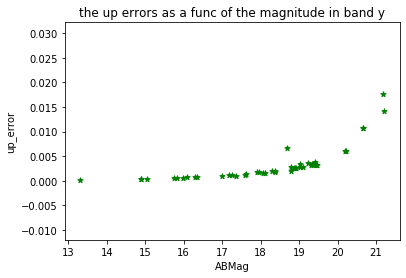 the up errors as a func of the magnitude in band y
0.030
0.025
0.020
0.015
0.010
0.005
0.000
−0.005
−0.010
up_error
13 14 15 16 17 18 19 20 21
ABMag